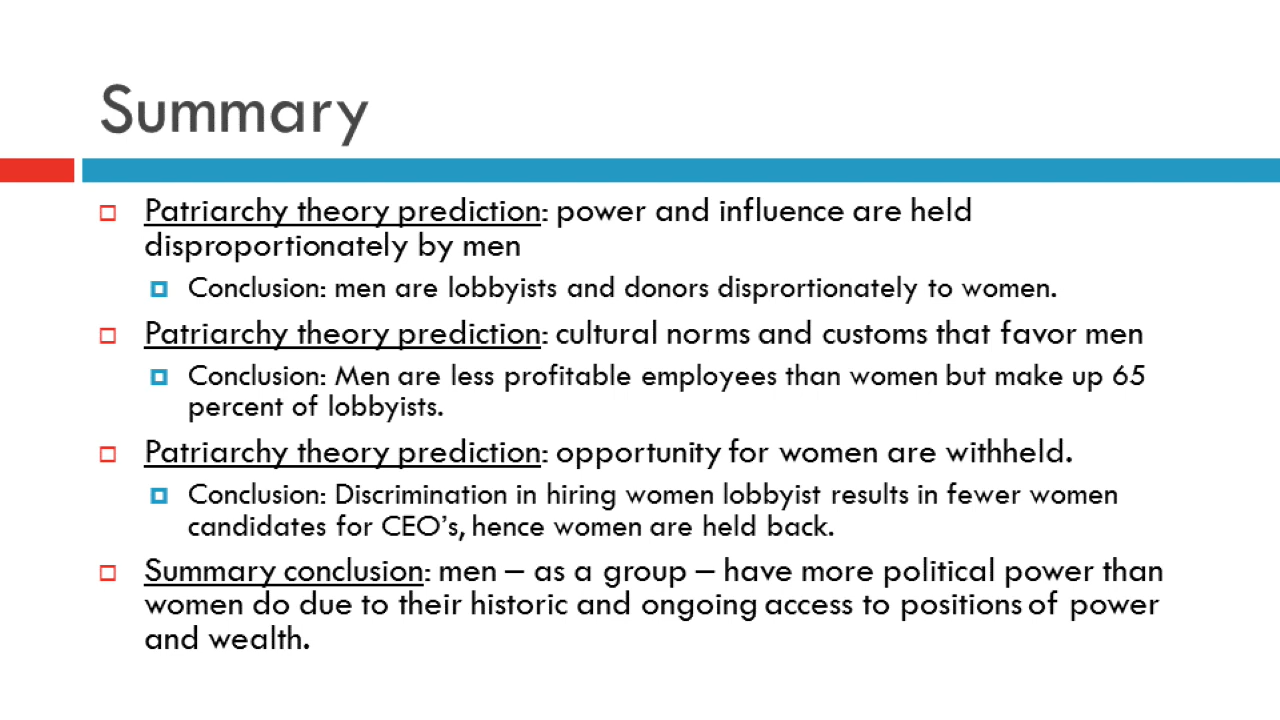 Summary
Patriarchy theory prediction: power and influence are held
disproportionately by men
Conclusion: men are lobbyists and donors disprortionately to women.
Patriarchy theory prediction: cultural norms and customs that favor men
Conclusion: Men are less profitable employees than women but make up 65
percent of lobbyists.
Patriarchy theory prediction: opportunity for women are withheld.
Conclusion: Discrimination in hiring women lobbyist results in fewer women
candidates for CEO's, hence women are held back.
Summary conclusion: men – as a group – have more political power than
women do due to their historic and ongoing access to positions of power
and wealth.